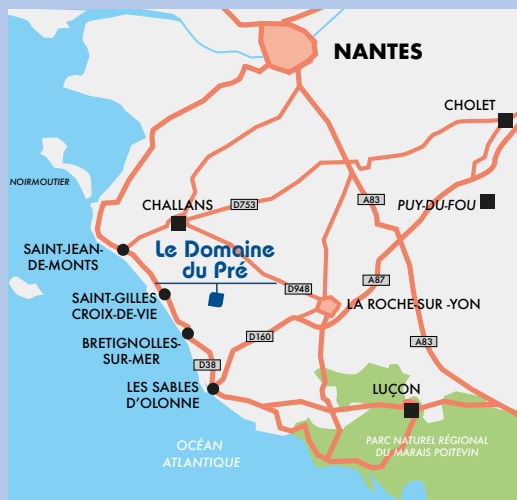 NANTES
CHOLET
NOIRMOUTIER
CHALLANS
D753
A83
PUY-DU-FOU
SAINT-JEAN-
DE-MONTS
Le Domaine
du Pré
A87
D948
SAINT-GILLES
CROIX-DE-VIE
LA ROCHE-SUR -YON
BRETIGNOLLES-
SUR-MER
D160
A83
D38
LES SABLES
D'OLONNE
LUÇON
OCÉAN
ATLANTIQUE
PARC NATUREL RÉGIONAL
DU MARAIS POITEVIN